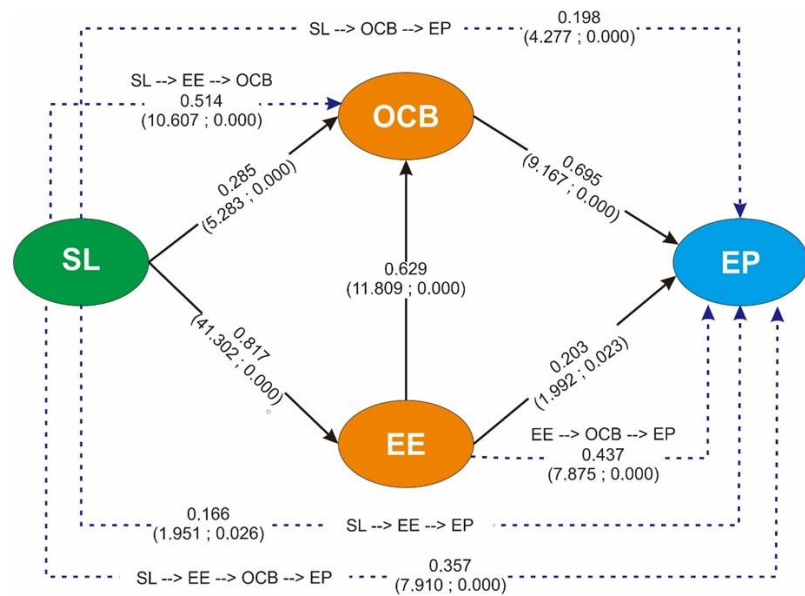 SL --> OCB --> EP
0.198
(4.277 ; 0.000)
SL --> EE --> OCB
0.514
(10.607 ; 0.000)
OCB
0.285
(5.283 ; 0.000)
0.695
(9.167 ; 0.000)
SL
EP
0.629
(11.809 ; 0.000)
0.817
(41.302 ; 0.000)
0.203
(1.992 ; 0.023)
EE
EE --> OCB --> EP
0.437
(7.875 ; 0.000)
0.166
(1.951 ; 0.026)
SL --> EE --> EP
SL --> EE --> OCB --> EP
0.357
(7.910 ; 0.000)